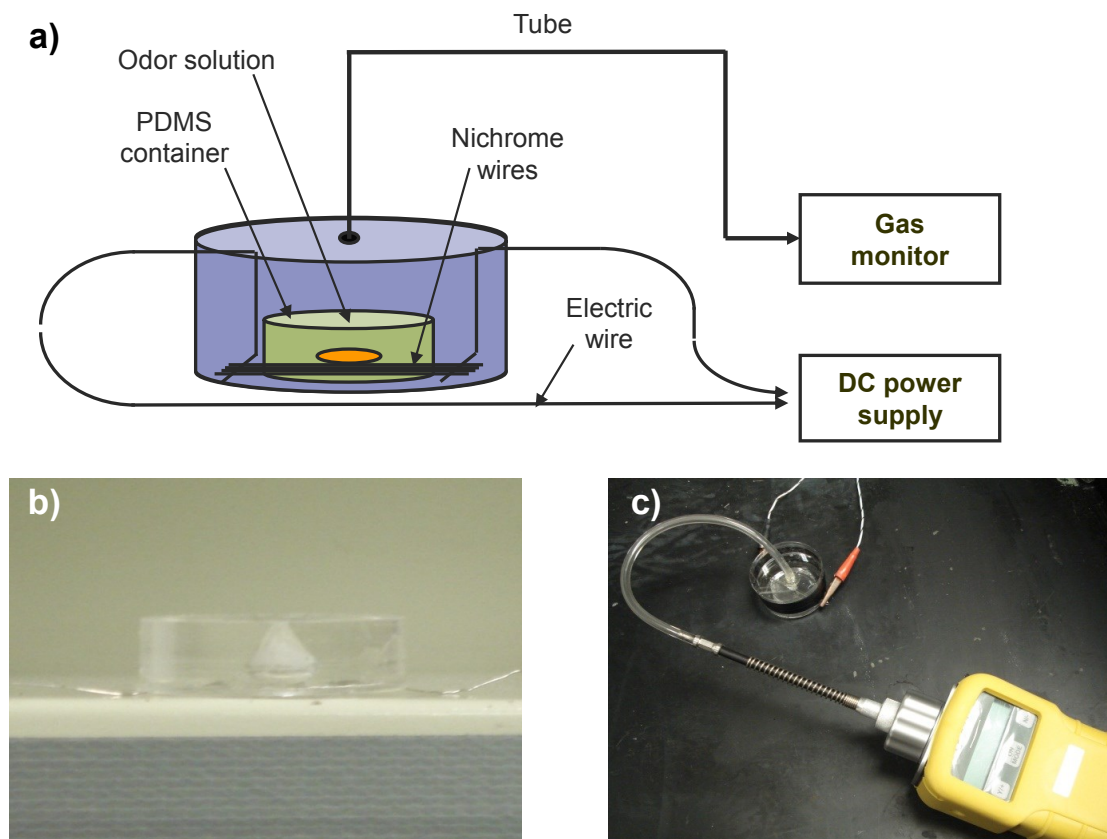 a)
Tube
Odor solution
PDMS
container
Nichrome
wires
Gas
monitor
Electric
wire
DC power
supply
b)
c)